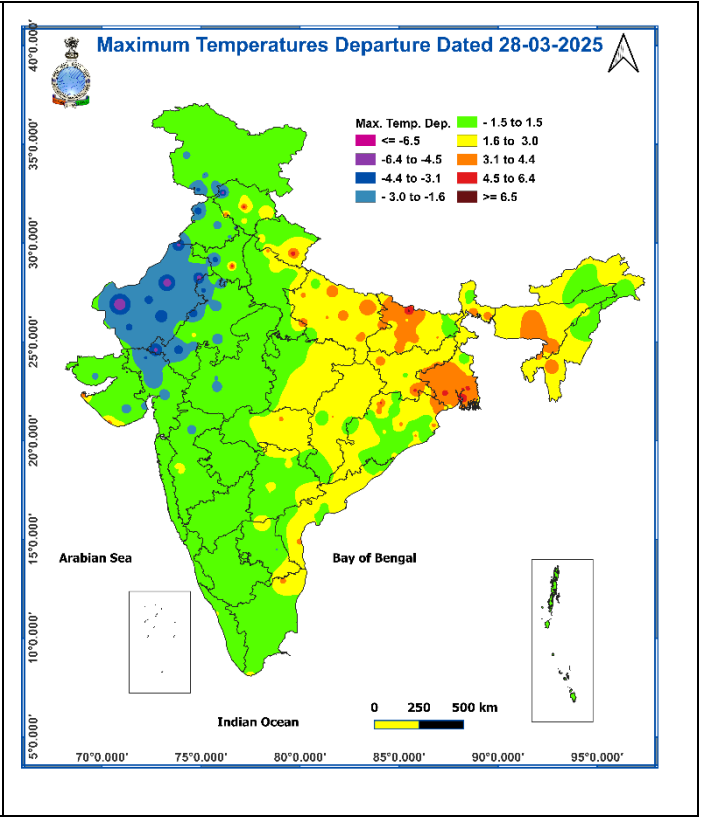 Maximum Temperatures Departure Dated 28-03-2025
Max. Temp. Dep.
<= -6.5
-6.4 to -4.5
-4.4 to -3.1
- 3.0 to -1.6
- 1.5 to 1.5
1.6 to 3.0
3.1 to 4.4
4.5 to 6.4
>= 6.5
40°0.000'
35°0.000'
30°0.000'
25°0.000'
20°0.000'
15°0.000'
10°0.000'
5°0.000'
Arabian Sea
Bay of Bengal
Indian Ocean
0 250 500 km
70°0.000' 75°0.000' 80°0.000' 85°0.000' 90°0.000' 95°0.000'